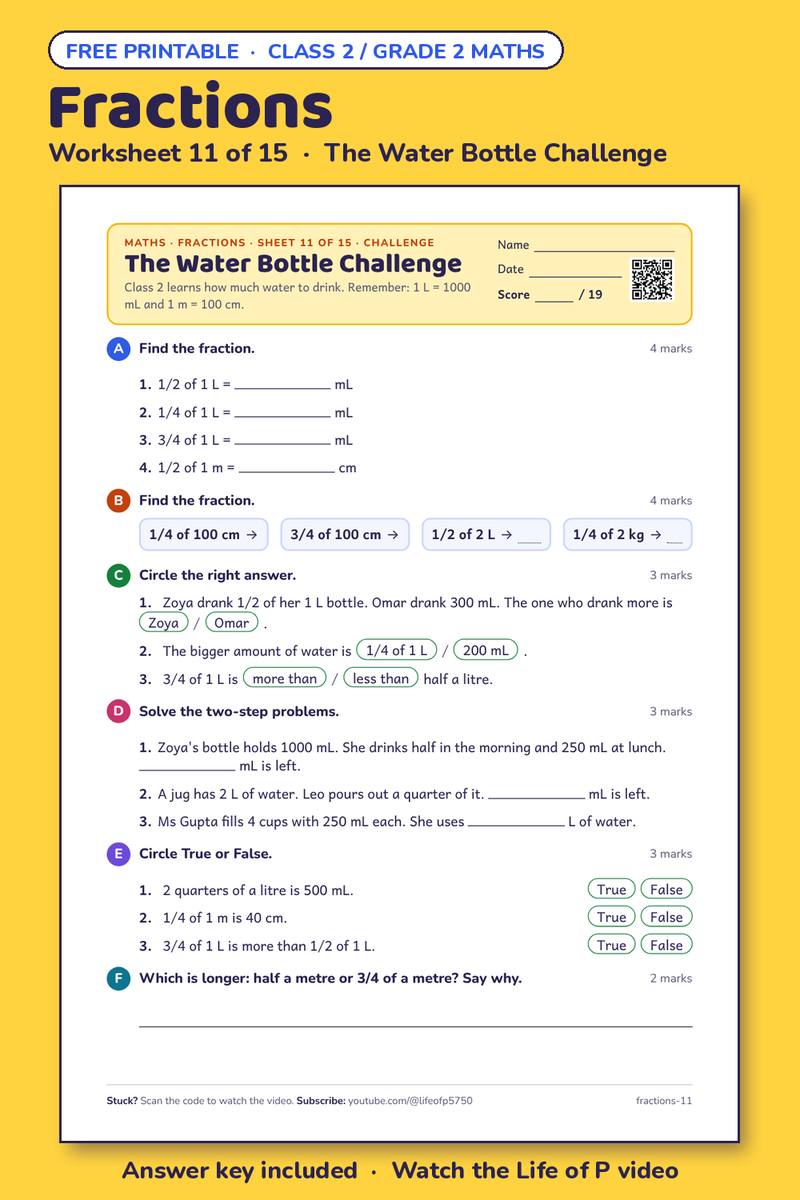 FREE PRINTABLE · CLASS 2 / GRADE 2 MATHS
Fractions
Worksheet 11 of 15 · The Water Bottle Challenge
MATHS · FRACTIONS · SHEET 11 OF 15 · CHALLENGE
The Water Bottle Challenge
Class 2 learns how much water to drink. Remember: 1 L = 1000
mL and 1 m = 100 cm.
Name ____
Date ____
Score ____ / 19
A Find the fraction. 4 marks
1. 1/2 of 1 L = ____ mL
2. 1/4 of 1 L = ____ mL
3. 3/4 of 1 L = ____ mL
4. 1/2 of 1 m = ____ cm
B Find the fraction. 4 marks
1/4 of 100 cm → 3/4 of 100 cm → 1/2 of 2 L → ____ 1/4 of 2 kg → ____
C Circle the right answer. 3 marks
1. Zoya drank 1/2 of her 1 L bottle. Omar drank 300 mL. The one who drank more is
Zoya / Omar .
2. The bigger amount of water is 1/4 of 1 L / 200 mL .
3. 3/4 of 1 L is more than / less than half a litre.
D Solve the two-step problems. 3 marks
1. Zoya's bottle holds 1000 mL. She drinks half in the morning and 250 mL at lunch.
____ mL is left.
2. A jug has 2 L of water. Leo pours out a quarter of it. ____ mL is left.
3. Ms Gupta fills 4 cups with 250 mL each. She uses ____ L of water.
E Circle True or False. 3 marks
1. 2 quarters of a litre is 500 mL. True False
2. 1/4 of 1 m is 40 cm. True False
3. 3/4 of 1 L is more than 1/2 of 1 L. True False
F Which is longer: half a metre or 3/4 of a metre? Say why. 2 marks
Stuck? Scan the code to watch the video. Subscribe: youtube.com/@lifeofp5750 fractions-11
Answer key included · Watch the Life of P video